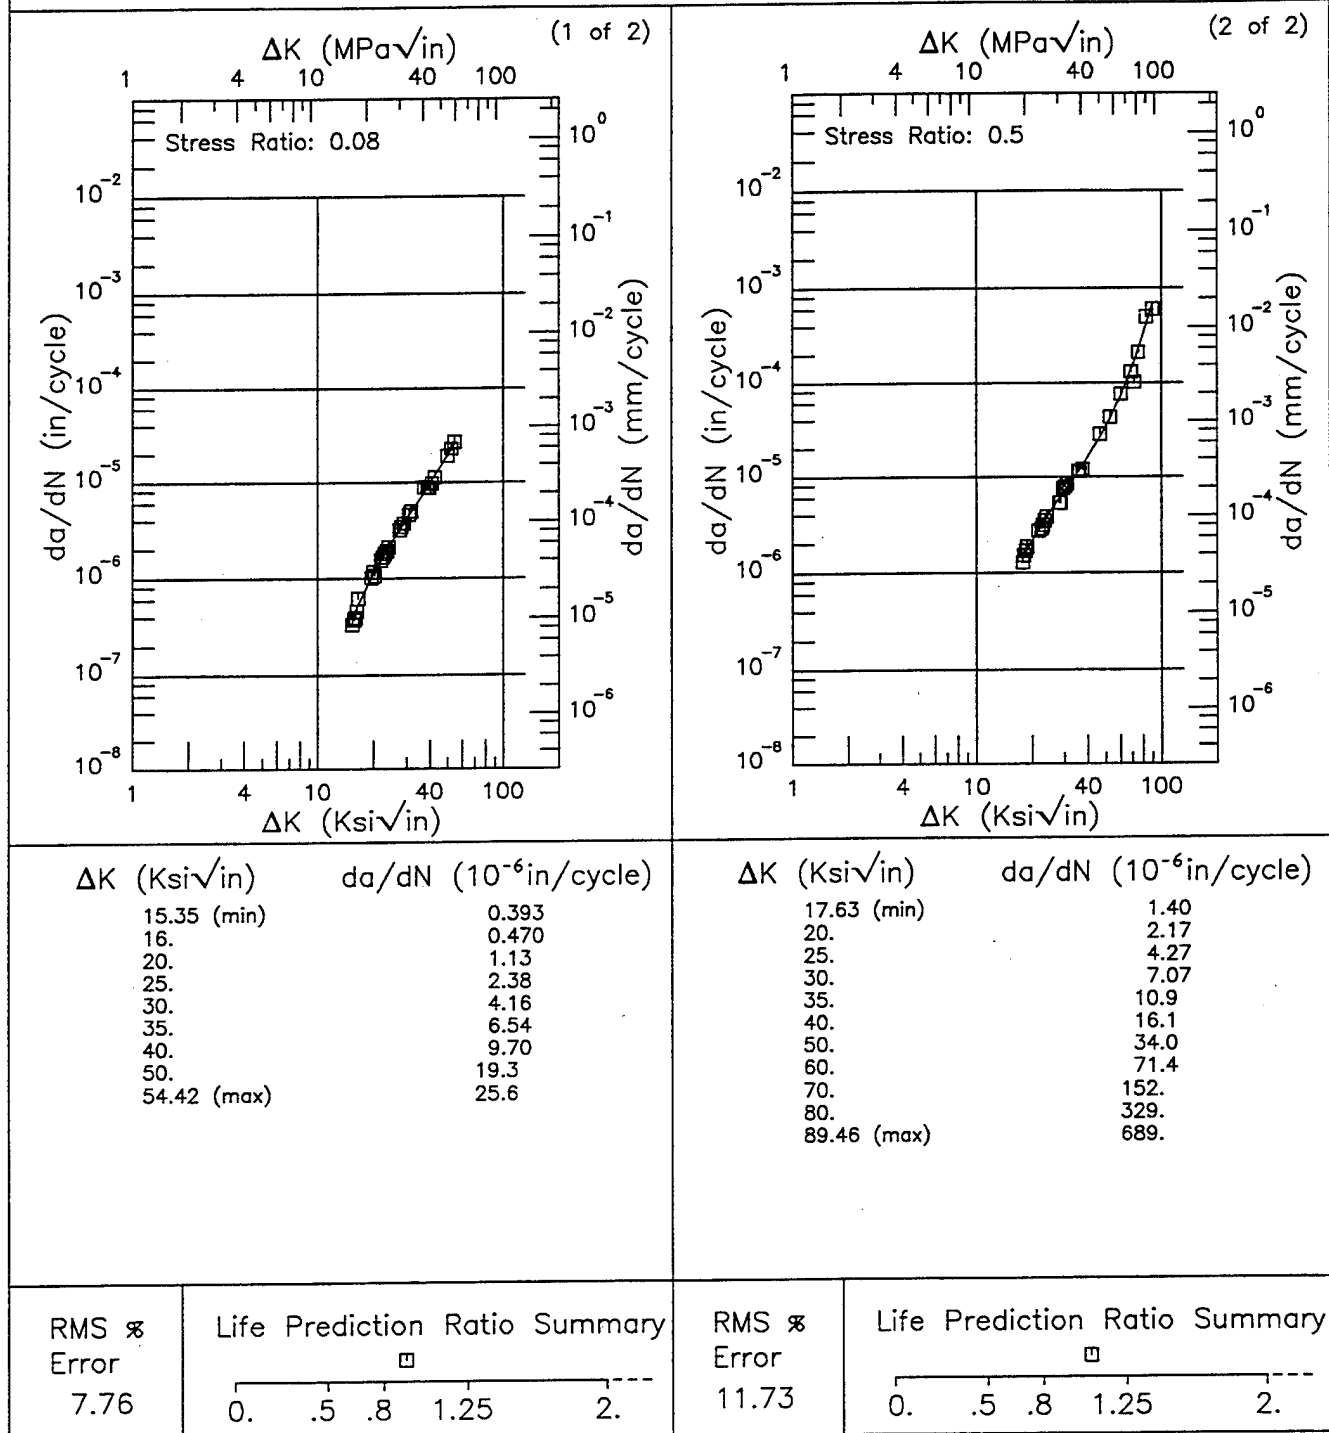 (1 of 2)
ΔK (MPa√in)
1 4 10 40 100
Stress Ratio: 0.08
10⁰
10⁻²
10⁻¹
10⁻³
10⁻²
10⁻⁴
10⁻³
10⁻⁵
10⁻⁴
10⁻⁶
10⁻⁵
10⁻⁷
10⁻⁶
10⁻⁸
da/dN (in/cycle)
da/dN (mm/cycle)
1 4 10 40 100
ΔK (Ksi√in)
ΔK (Ksi√in) da/dN (10⁻⁶in/cycle)
15.35 (min) 0.393
16. 0.470
20. 1.13
25. 2.38
30. 4.16
35. 6.54
40. 9.70
50. 19.3
54.42 (max) 25.6
RMS %
Error
7.76
Life Prediction Ratio Summary
0. .5 .8 1.25 2.
(2 of 2)
ΔK (MPa√in)
1 4 10 40 100
Stress Ratio: 0.5
10⁰
10⁻²
10⁻¹
10⁻³
10⁻²
10⁻⁴
10⁻³
10⁻⁵
10⁻⁴
10⁻⁶
10⁻⁵
10⁻⁷
10⁻⁶
10⁻⁸
da/dN (in/cycle)
da/dN (mm/cycle)
1 4 10 40 100
ΔK (Ksi√in)
ΔK (Ksi√in) da/dN (10⁻⁶in/cycle)
17.63 (min) 1.40
20. 2.17
25. 4.27
30. 7.07
35. 10.9
40. 16.1
50. 34.0
60. 71.4
70. 152.
80. 329.
89.46 (max) 689.
RMS %
Error
11.73
Life Prediction Ratio Summary
0. .5 .8 1.25 2.